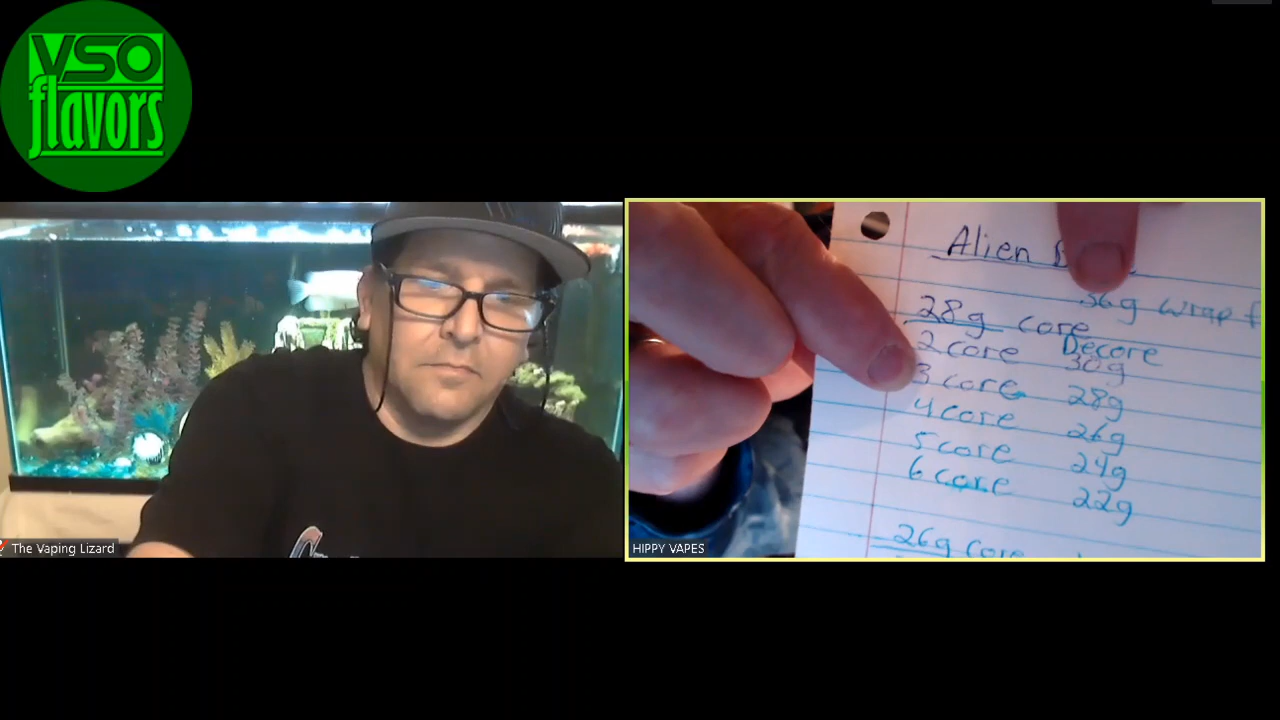 VSO
flavors
Alien
36g wrap
28g core
Decore
2 core 30g
3 core 28g
4 core 26g
5 core 24g
6 core 22g
26g core
The Vaping Lizard
HIPPY VAPES